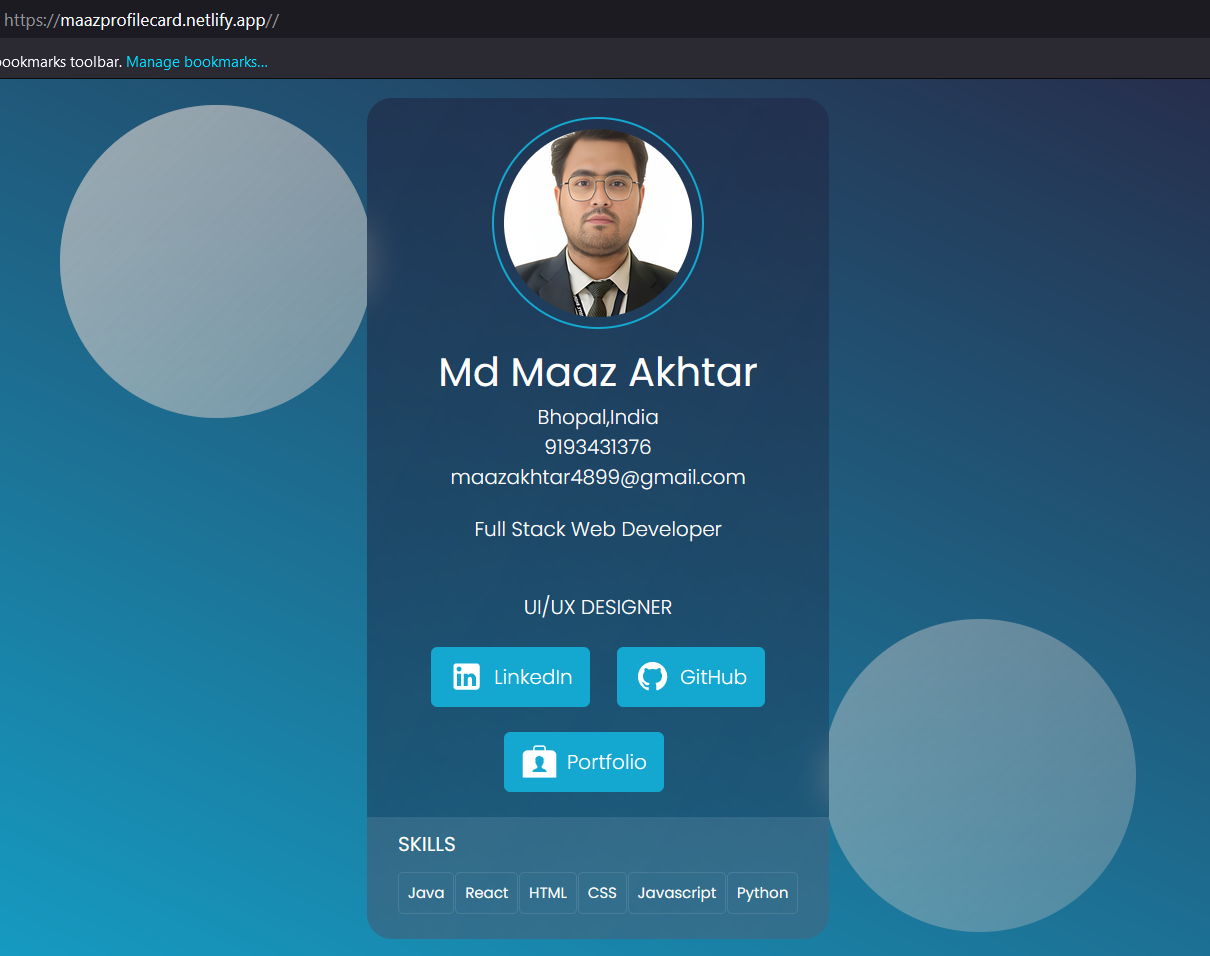 https://maazprofilecard.netlify.app//
bookmarks toolbar. Manage bookmarks...
Md Maaz Akhtar
Bhopal,India
9193431376
maazakhtar4899@gmail.com
Full Stack Web Developer
UI/UX DESIGNER
LinkedIn GitHub
Portfolio
SKILLS
Java React HTML CSS Javascript Python